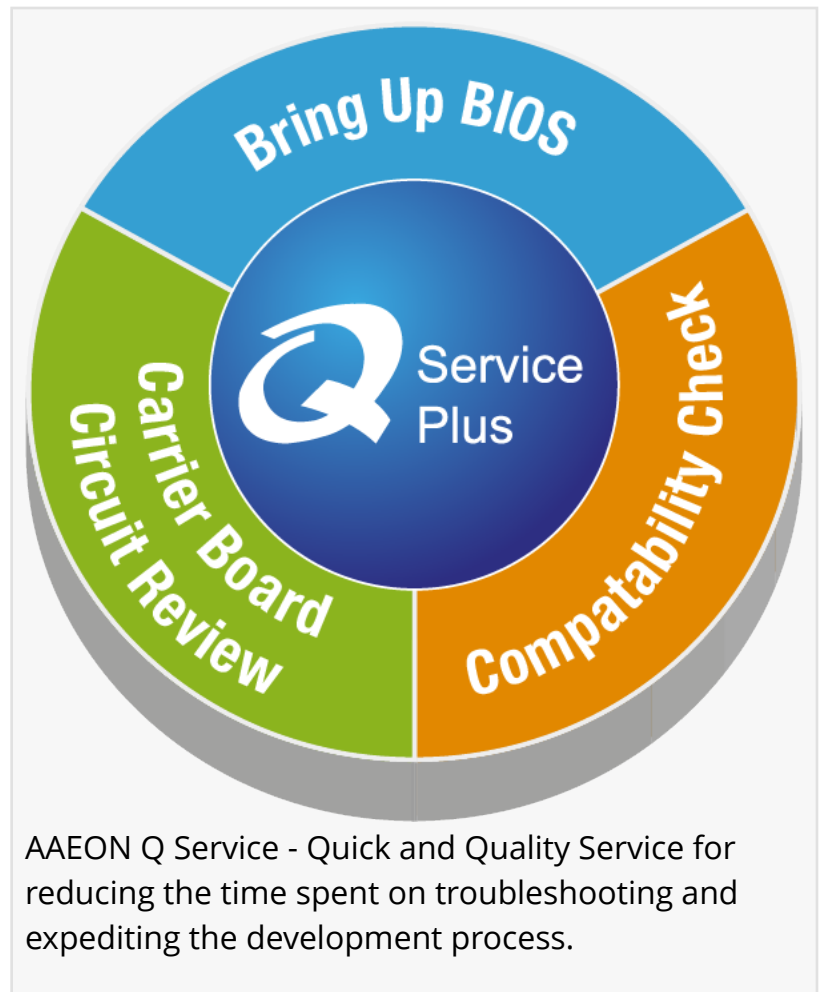 Bring Up BIOS
Q Service
Plus
Compatability Check
Carrier Board
Circuit Review
AAEON Q Service - Quick and Quality Service for
reducing the time spent on troubleshooting and
expediting the development process.